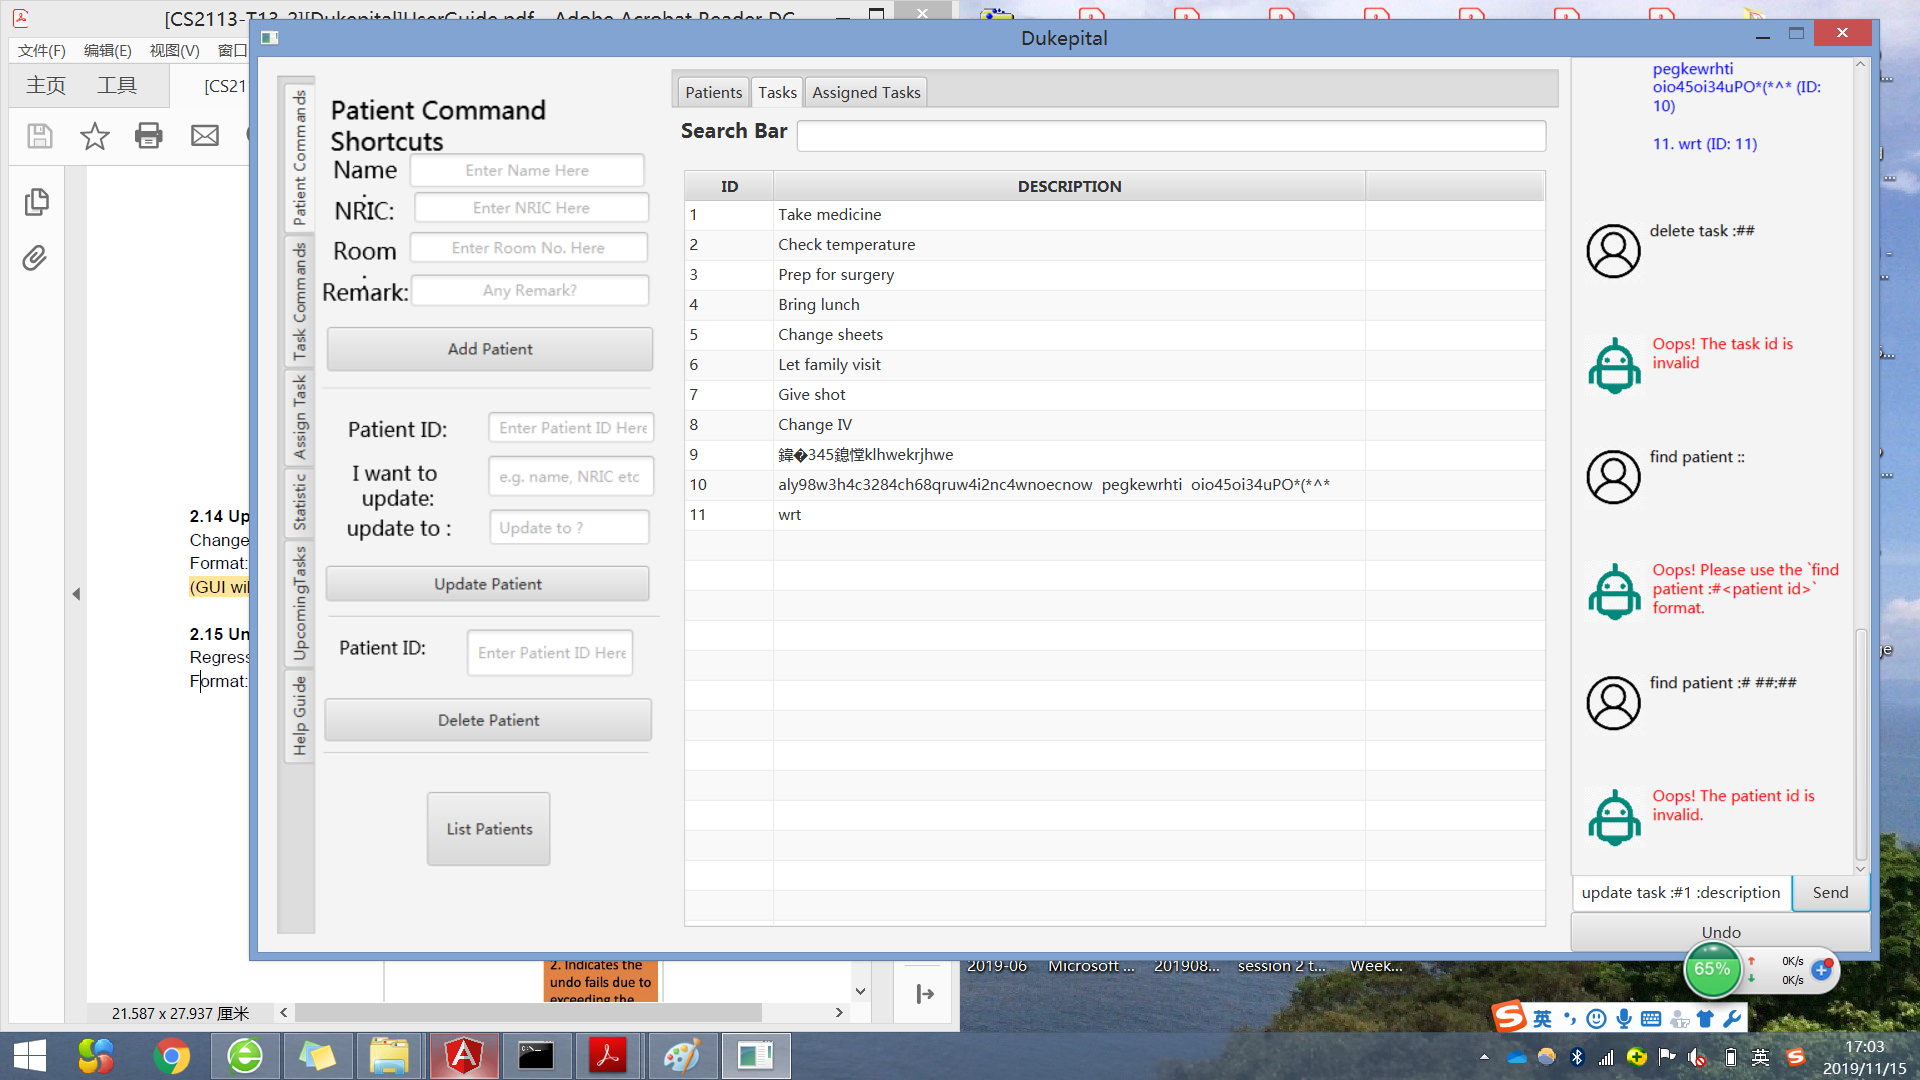 [CS2113-T13-2][Dukepital]UserGuide.pdf - Adobe Acrobat Reader DC
文件(F) 编辑(E) 视图(V) 窗口
主页 工具 [CS21
2.14 Up
Change
Format:
(GUI wil
2.15 Un
Regress
Format:
2. Indicates the
undo fails due to
exceeding the
21.587 x 27.937 厘米
Dukepital
Patient Commands
Task Commands
Assign Task
Statistic
UpcomingTasks
Help Guide
Patient Command
Shortcuts
Name
:
Enter Name Here
NRIC:
Enter NRIC Here
Room
:
Enter Room No. Here
Remark:
Any Remark?
Add Patient
Patient ID:
Enter Patient ID Here
I want to
update:
e.g. name, NRIC etc
update to :
Update to ?
Update Patient
Patient ID:
Enter Patient ID Here
Delete Patient
List Patients
Patients Tasks Assigned Tasks
Search Bar
ID DESCRIPTION
1 Take medicine
2 Check temperature
3 Prep for surgery
4 Bring lunch
5 Change sheets
6 Let family visit
7 Give shot
8 Change IV
9 鍏�345鎴愰klhwekrjhwe
10 aly98w3h4c3284ch68qruw4i2nc4wnoecnow pegkewrhti oio45oi34uPO*(*^*
11 wrt
pegkewrhti
oio45oi34uPO*(*^* (ID:
10)
11. wrt (ID: 11)
delete task :##
Oops! The task id is
invalid
find patient ::
Oops! Please use the `find
patient :#<patient id>`
format.
find patient :# ##:##
Oops! The patient id is
invalid.
update task :#1 :description
Send
Undo
2019-06 Microsoft ... 201908... session 2 t... Week...
65%
0K/s
0K/s
英
英
17:03
2019/11/15